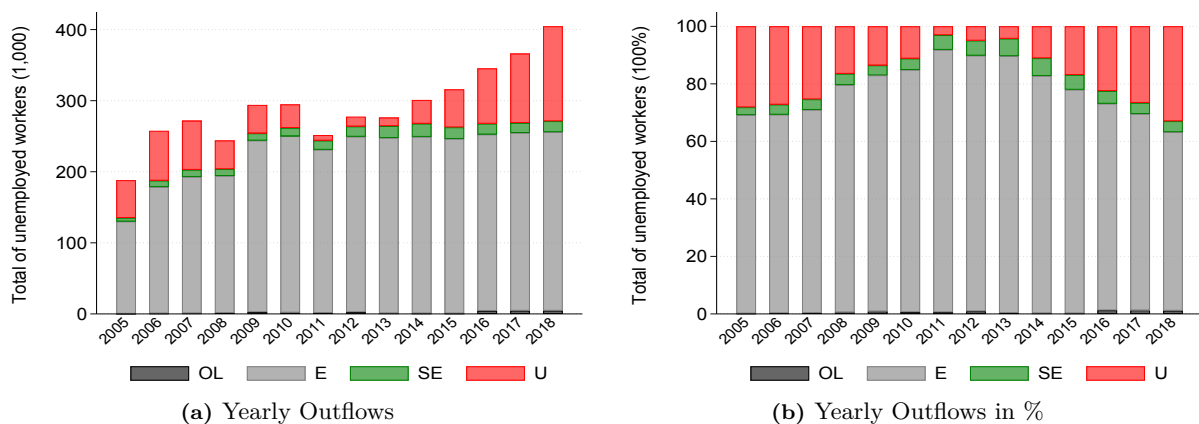 Total of unemployed workers (1,000)
400
300
200
100
0
2005 2006 2007 2008 2009 2010 2011 2012 2013 2014 2015 2016 2017 2018
OL E SE U
(a) Yearly Outflows
Total of unemployed workers (100%)
100
80
60
40
20
0
2005 2006 2007 2008 2009 2010 2011 2012 2013 2014 2015 2016 2017 2018
OL E SE U
(b) Yearly Outflows in %